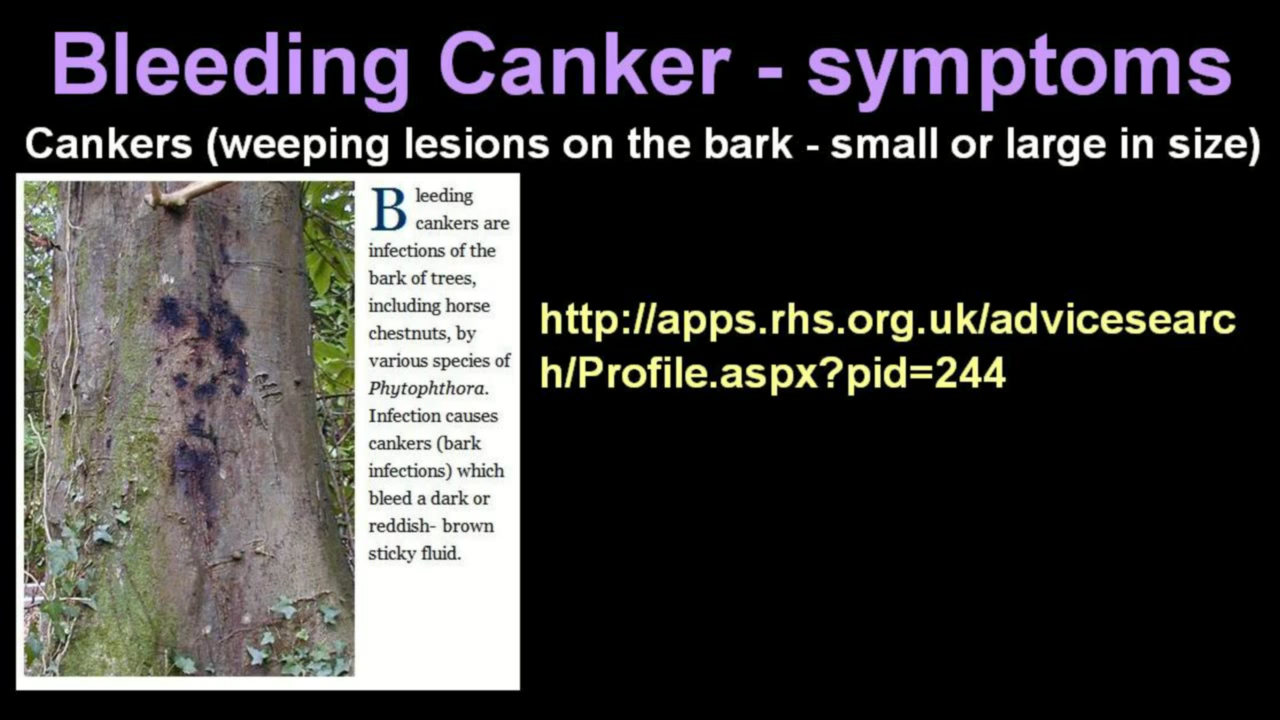 Bleeding Canker - symptoms
Cankers (weeping lesions on the bark - small or large in size)
Bleeding
cankers are
infections of the
bark of trees,
including horse
chestnuts, by
various species of
Phytophthora.
Infection causes
cankers (bark
infections) which
bleed a dark or
reddish- brown
sticky fluid.
http://apps.rhs.org.uk/advicesearc
h/Profile.aspx?pid=244